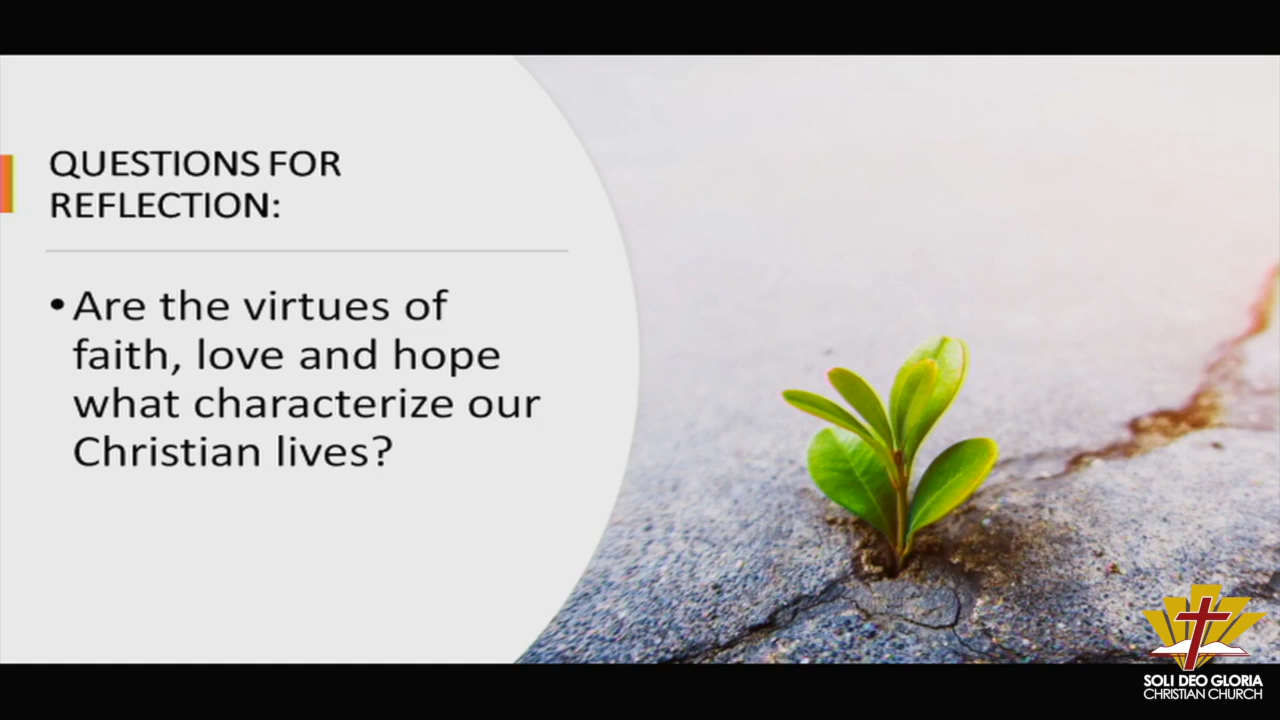 QUESTIONS FOR
REFLECTION:
• Are the virtues of
faith, love and hope
what characterize our
Christian lives?
SOLI DEO GLORIA
CHRISTIAN CHURCH